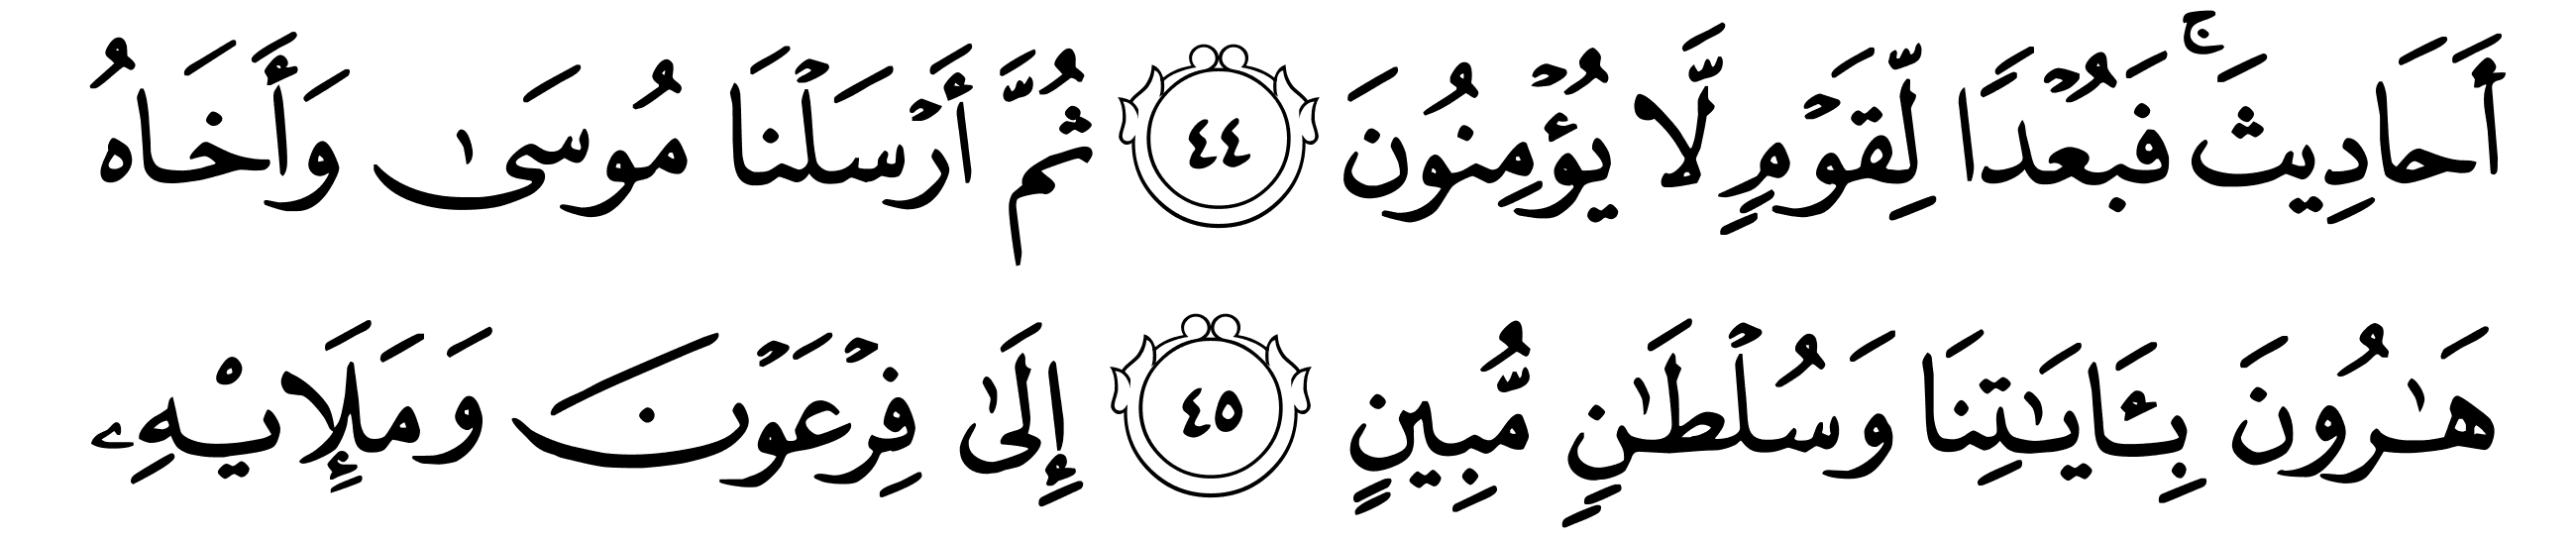 أَحَادِيثَۚ فَبُعۡدًا لِّقَوۡمٍ لَّا يُؤۡمِنُونَ ٤٤ ثُمَّ أَرۡسَلۡنَا مُوسَىٰ وَأَخَاهُ
هَٰرُونَ بِـَٔايَٰتِنَا وَسُلۡطَٰنٖ مُّبِينٍ ٤٥ إِلَىٰ فِرۡعَوۡنَ وَمَلَإِيْهِۦ